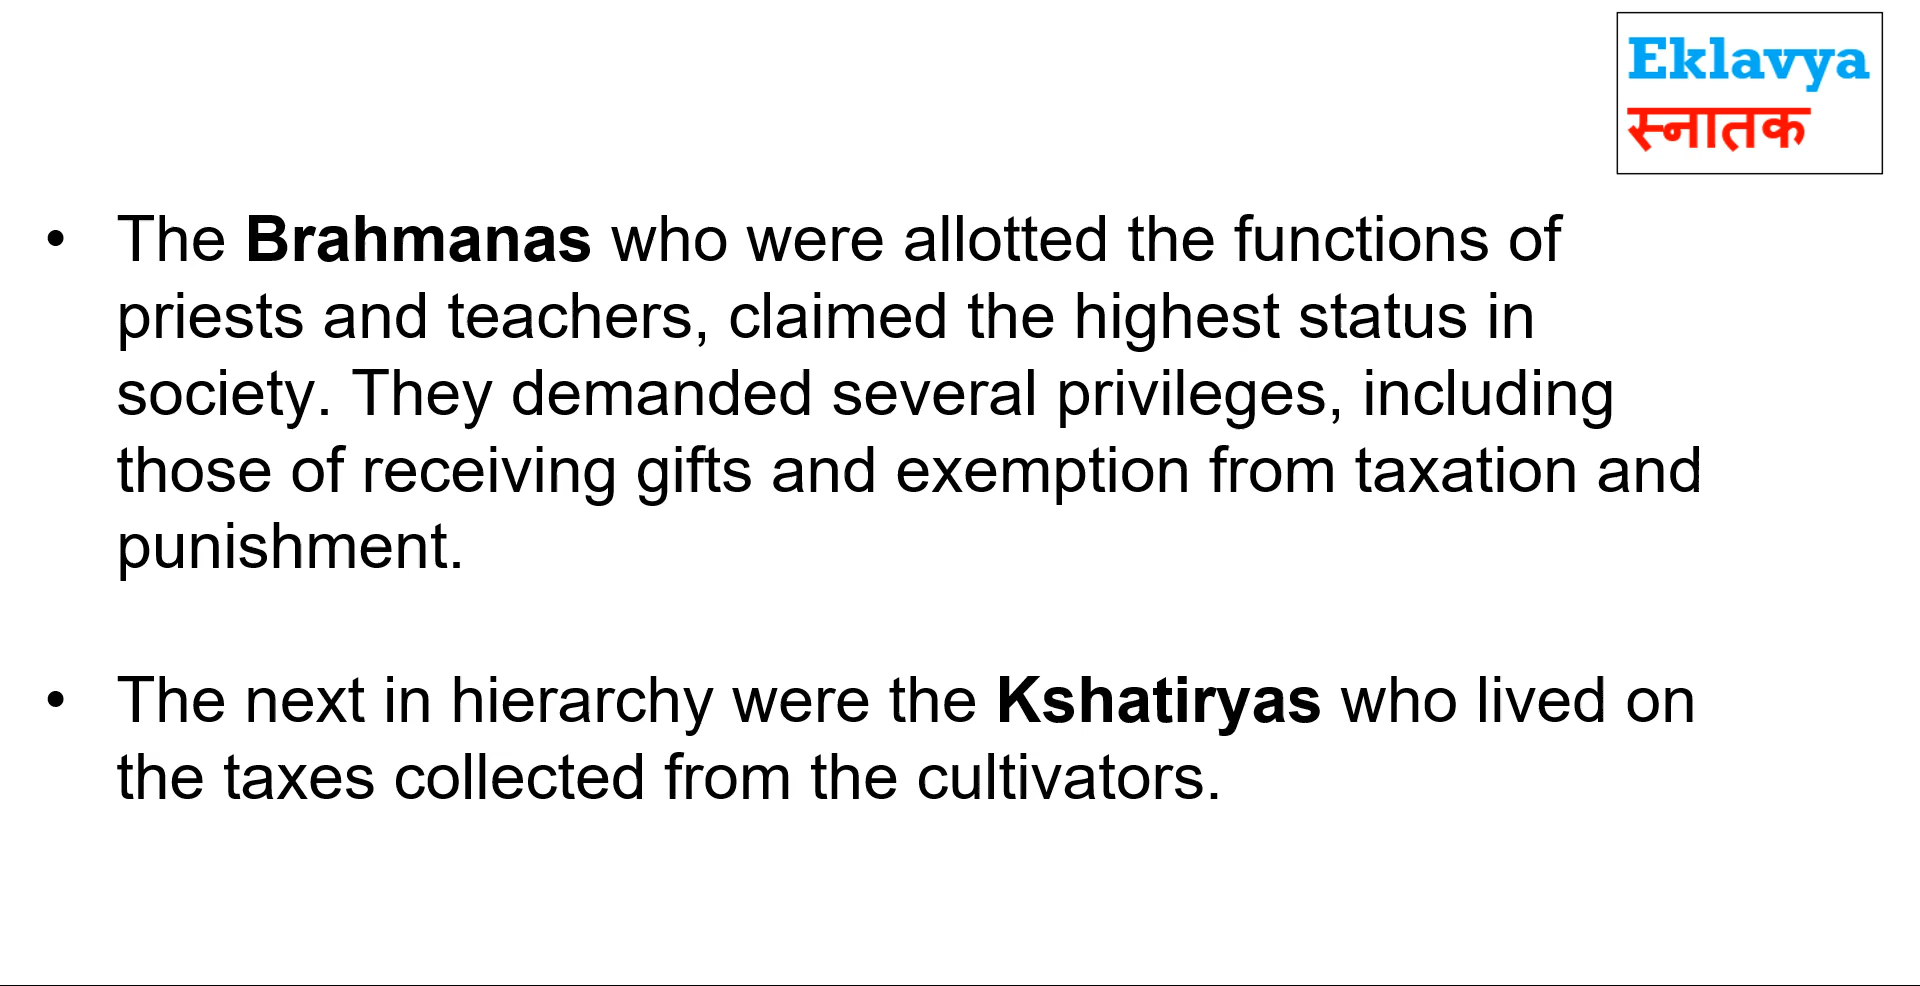 Eklavya
स्नातक
• The Brahmanas who were allotted the functions of
priests and teachers, claimed the highest status in
society. They demanded several privileges, including
those of receiving gifts and exemption from taxation and
punishment.
• The next in hierarchy were the Kshatiryas who lived on
the taxes collected from the cultivators.